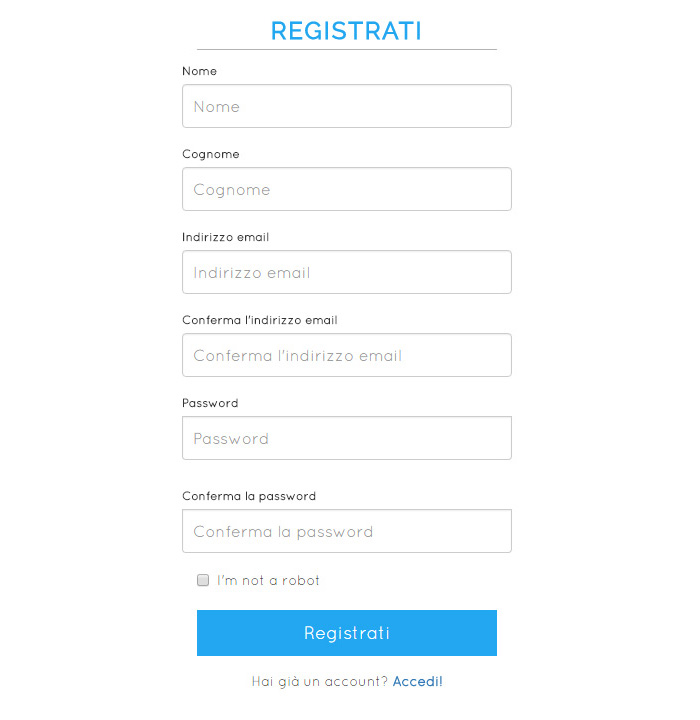 REGISTRATI
Nome
Nome
Cognome
Cognome
Indirizzo email
Indirizzo email
Conferma l'indirizzo email
Conferma l'indirizzo email
Password
Password
Conferma la password
Conferma la password
I'm not a robot
Registrati
Hai già un account? Accedi!